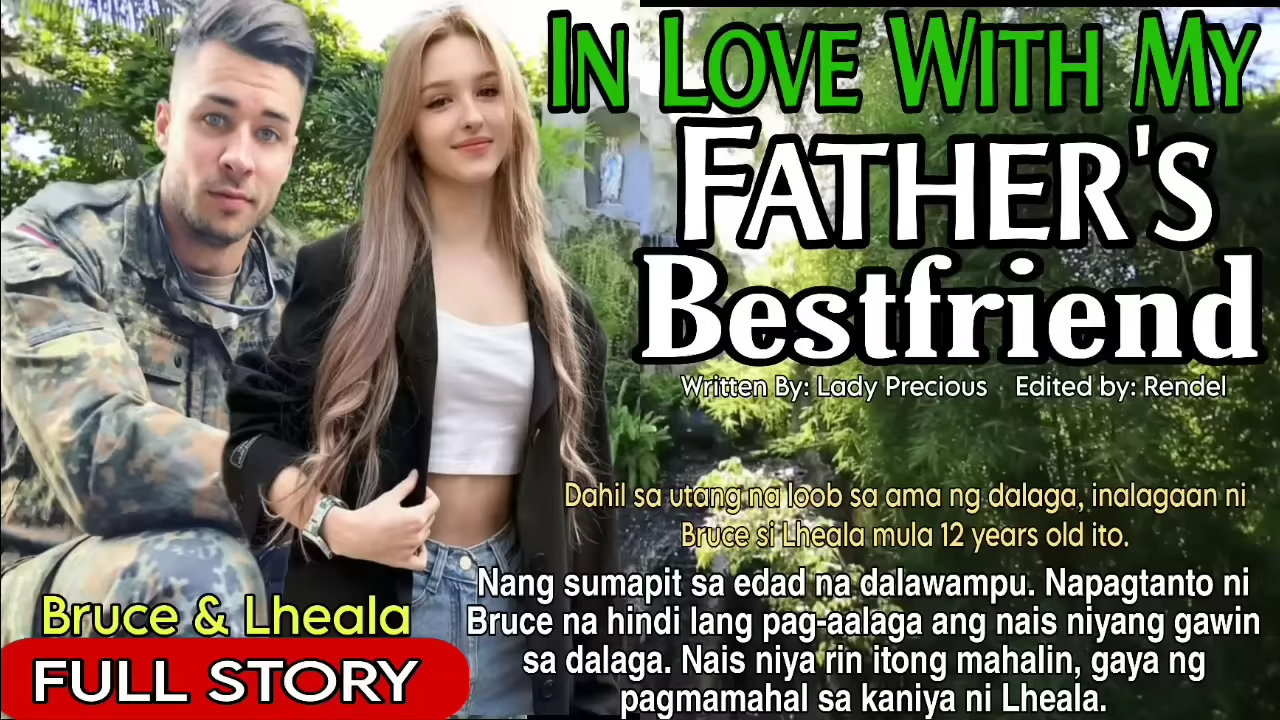 IN LOVE WITH MY
FATHER'S
Bestfriend
Written By: Lady Precious Edited by: Rendel
Dahil sa utang na loob sa ama ng dalaga, inalagaan ni
Bruce si Lheala mula 12 years old ito.
Nang sumapit sa edad na dalawampu. Napagtanto ni
Bruce na hindi lang pag-aalaga ang nais niyang gawin
sa dalaga. Nais niya rin itong mahalin, gaya ng
pagmamahal sa kaniya ni Lheala.
Bruce & Lheala
FULL STORY